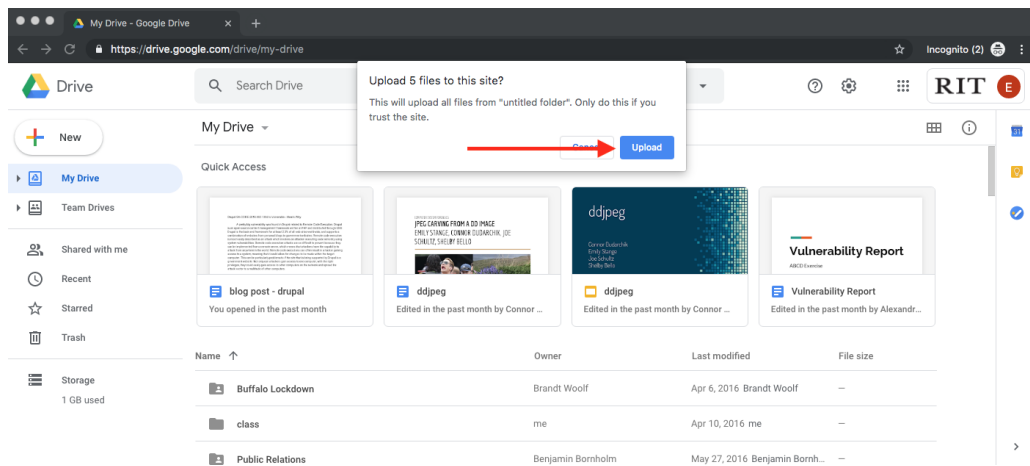 My Drive - Google Drive
https://drive.google.com/drive/my-drive
Incognito (2)
Drive
Search Drive
RIT
E
Upload 5 files to this site?
This will upload all files from "untitled folder". Only do this if you
trust the site.
Upload
New
My Drive
31
Quick Access
My Drive
Team Drives
Shared with me
Recent
Starred
Trash
Storage
1 GB used
JPEG CARVING FROM A DD IMAGE
EMILY STANGE, CONNOR DUDARCHIK, JOE
SCHULTZ, SHELBY BELLO
ddjpeg
Connor Dudarchik
Emily Stange
Joe Schultz
Shelby Bello
Vulnerability Report
ABCD Exercise
blog post - drupal
You opened in the past month
ddjpeg
Edited in the past month by Connor ...
ddjpeg
Edited in the past month by Connor ...
Vulnerability Report
Edited in the past month by Alexandr...
Name Owner Last modified File size
Buffalo Lockdown Brandt Woolf Apr 6, 2016 Brandt Woolf —
class me Apr 10, 2016 me —
Public Relations Benjamin Bornholm May 27, 2016 Benjamin Bornh... —